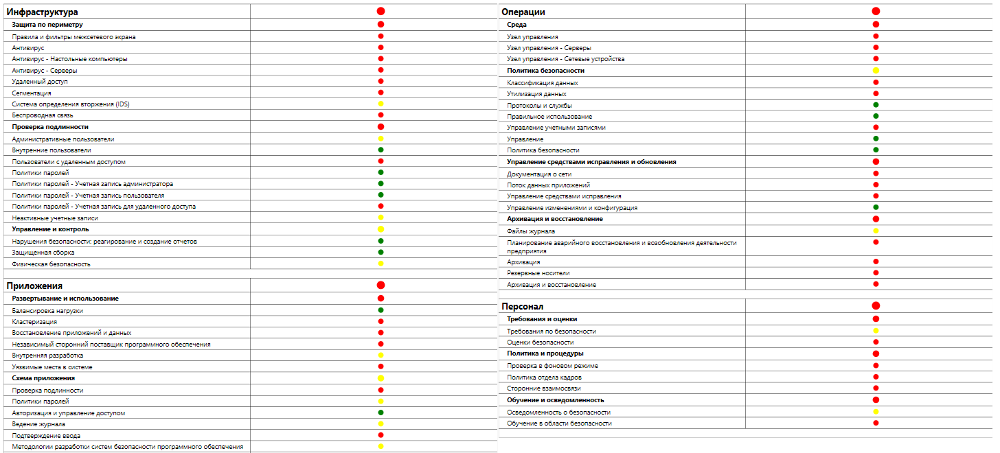 Инфраструктура
Защита по периметру
Правила и фильтры межсетевого экрана
Антивирус
Антивирус - Настольные компьютеры
Антивирус - Серверы
Удаленный доступ
Сегментация
Система определения вторжения (IDS)
Беспроводная связь
Проверка подлинности
Административные пользователи
Внутренние пользователи
Пользователи с удаленным доступом
Политики паролей
Политики паролей - Учетная запись администратора
Политики паролей - Учетная запись пользователя
Политики паролей - Учетная запись для удаленного доступа
Неактивные учетные записи
Управление и контроль
Нарушения безопасности: реагирование и создание отчетов
Защищенная сборка
Физическая безопасность
Приложения
Развертывание и использование
Балансировка нагрузки
Кластеризация
Восстановление приложений и данных
Независимый сторонний поставщик программного обеспечения
Внутренняя разработка
Уязвимые места в системе
Схема приложения
Проверка подлинности
Политики паролей
Авторизация и управление доступом
Ведение журнала
Подтверждение ввода
Методологии разработки систем безопасности программного обеспечения
Операции
Среда
Узел управления
Узел управления - Серверы
Узел управления - Сетевые устройства
Политика безопасности
Классификация данных
Утилизация данных
Протоколы и службы
Правильное использование
Управление учетными записями
Управление
Политика безопасности
Управление средствами исправления и обновления
Документация о сети
Поток данных приложений
Управление средствами исправления
Управление изменениями и конфигурация
Архивация и восстановление
Файлы журнала
Планирование аварийного восстановления и возобновления деятельности
предприятия
Архивация
Резервные носители
Архивация и восстановление
Персонал
Требования и оценки
Требования по безопасности
Оценки безопасности
Политика и процедуры
Проверка в фоновом режиме
Политика отдела кадров
Сторонние взаимосвязи
Обучение и осведомленность
Осведомленность о безопасности
Обучение в области безопасности